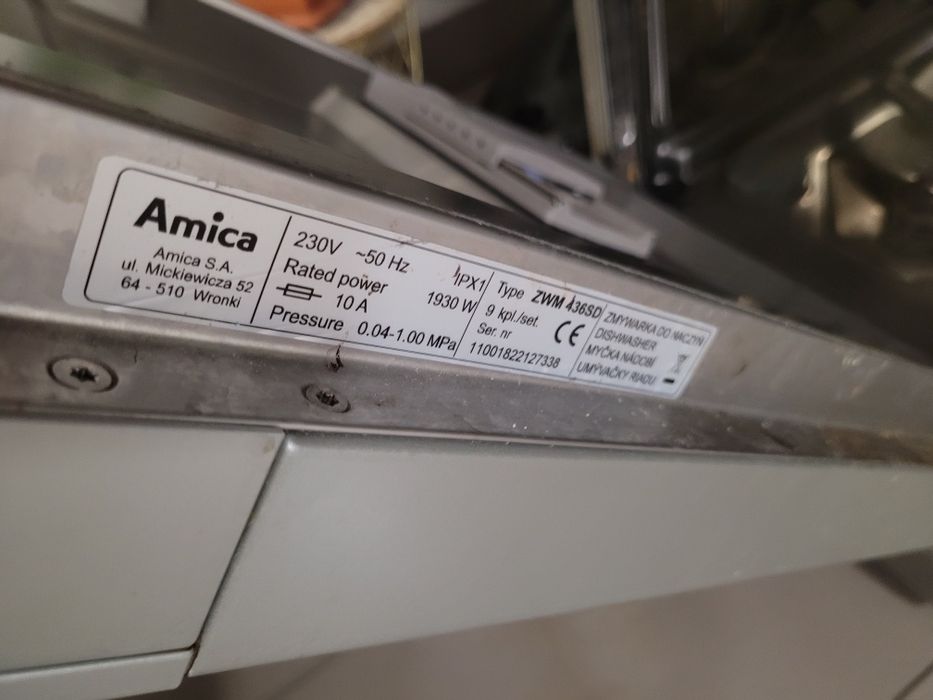 Amica
Amica S.A.
ul. Mickiewicza 52
64 - 510 Wronki
230V ~50 Hz IPX1
Rated power 1930 W
10 A
Pressure 0.04-1.00 MPa
Type ZWM 436SD
9 kpl./set.
CE
Ser. nr
11001822127338
ZMYWARKA DO NACZYŃ
DISHWASHER
MYČKA NÁDOBÍ
UMÝVAČKY RIADU